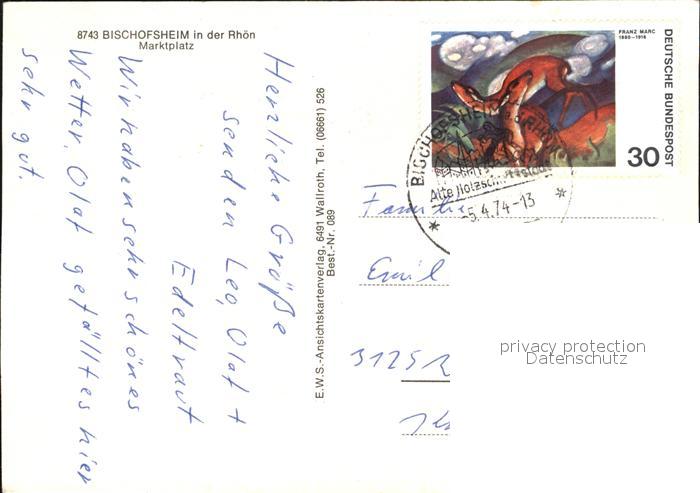 8743 BISCHOFSHEIM in der Rhön
Marktplatz
Herzliche Grüße
senden Leo, Olaf +
Edeltraut
Wir haben sehr schönes
Wetter. Olaf gefällt es hier
sehr gut.
E.W.S.-Ansichtskartenverlag, 6491 Wallroth, Tel. (06661) 526
Best.-Nr. 089
FRANZ MARC
1880-1916
DEUTSCHE BUNDESPOST
30
BISCHOFSHEIM
Alte Holzschnitzstadt
-5.4.74-13
Familie
Emil
3125
privacy protection
Datenschutz